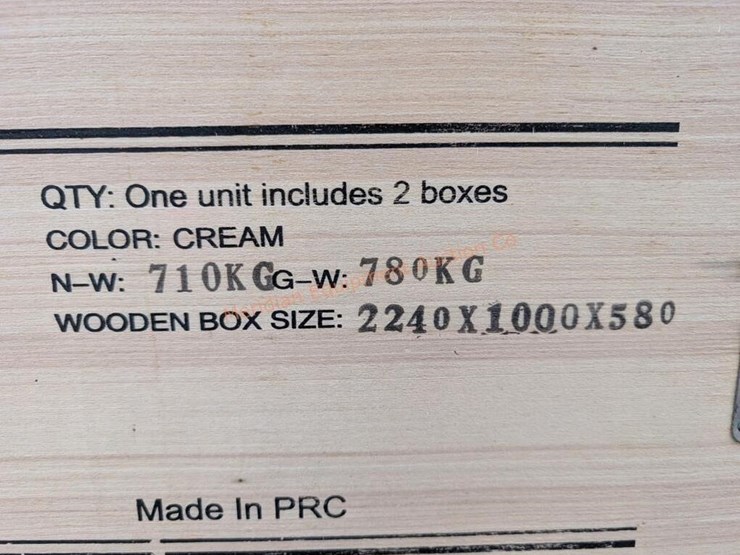 QTY: One unit includes 2 boxes
COLOR: CREAM
N-W: 710KG G-W: 780KG
WOODEN BOX SIZE: 2240X1000X580
Made In PRC